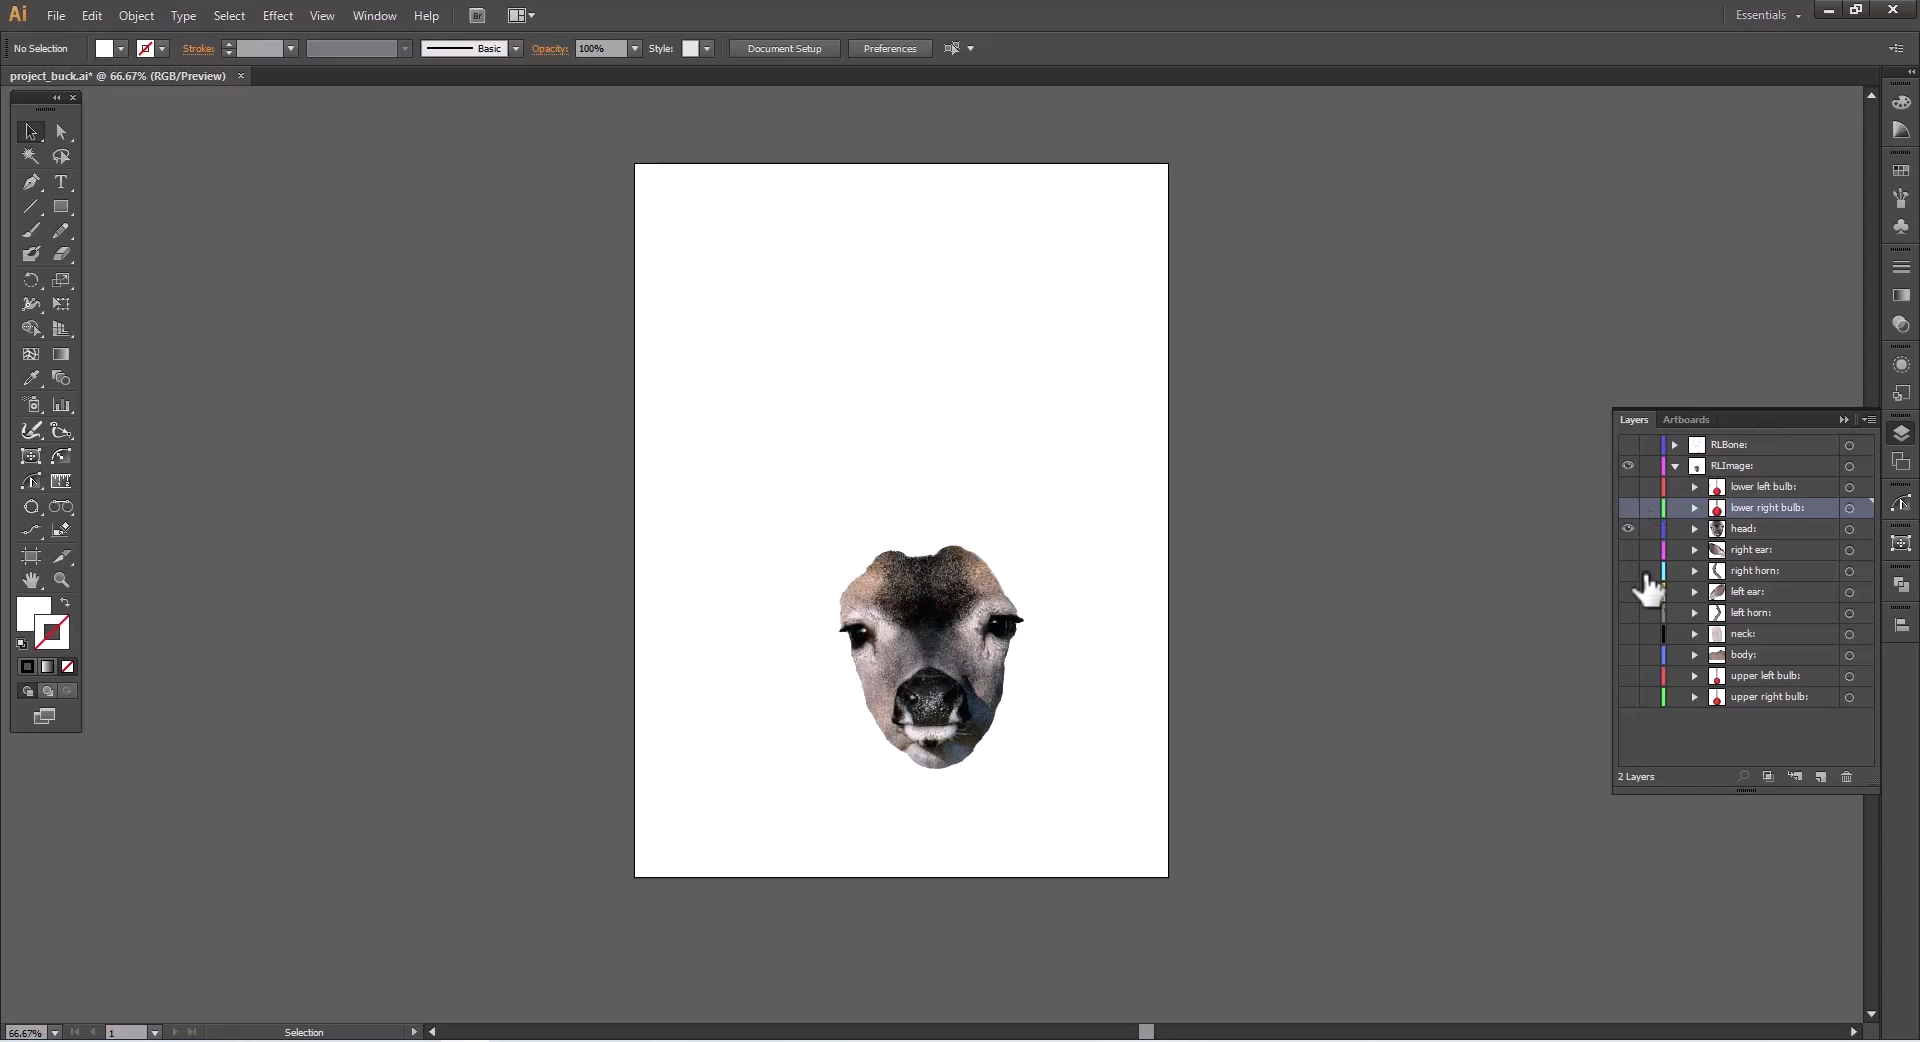 Ai File Edit Object Type Select Effect View Window Help Br Essentials
No Selection Stroke: Basic Opacity: 100% Style: Document Setup Preferences
project_buck.ai* @ 66.67% (RGB/Preview)
Layers Artboards
RLBone:
RLImage:
lower left bulb:
lower right bulb:
head:
right ear:
right horn:
left ear:
left horn:
neck:
body:
upper left bulb:
upper right bulb:
2 Layers
66.67% 1 Selection